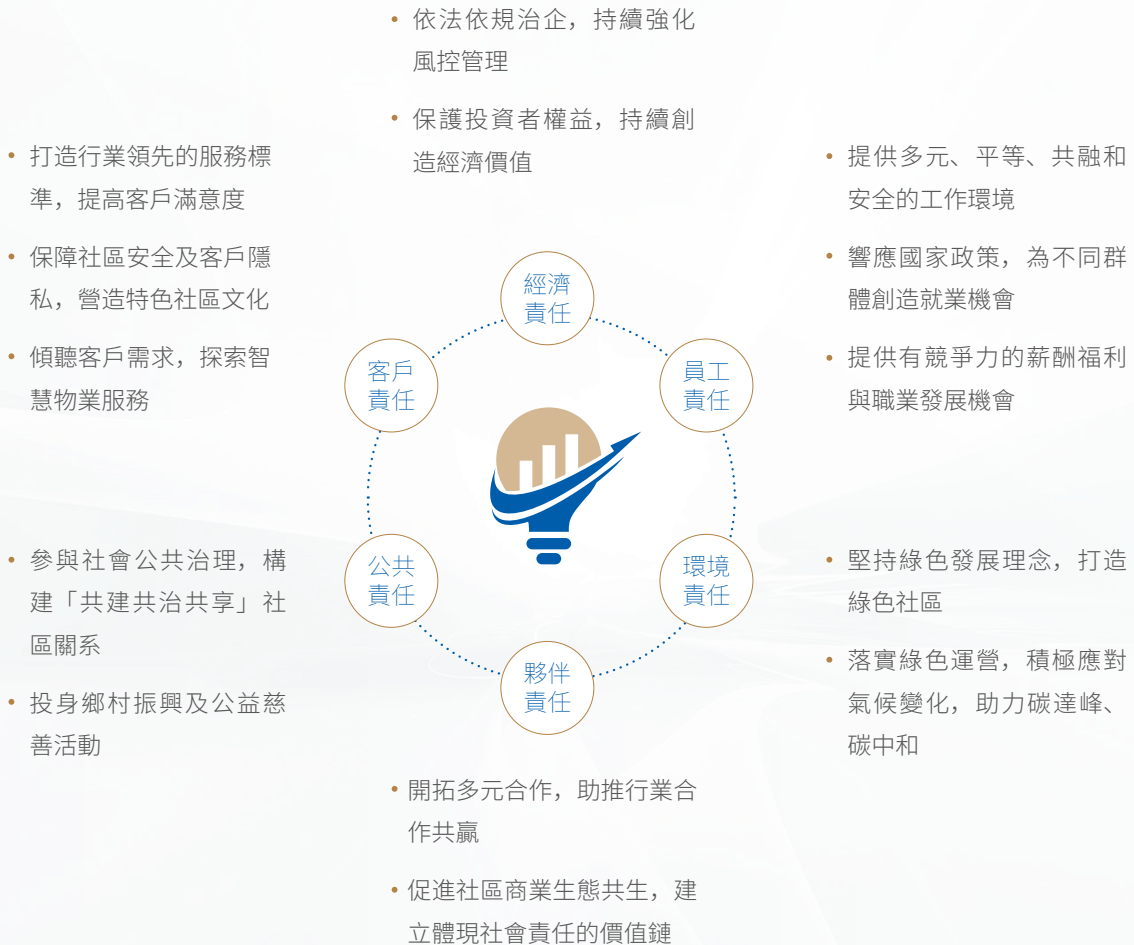 • 依法依規治企，持續強化
風控管理
• 保護投資者權益，持續創
造經濟價值
• 打造行業領先的服務標
準，提高客戶滿意度
• 保障社區安全及客戶隱
私，營造特色社區文化
• 傾聽客戶需求，探索智
慧物業服務
• 提供多元、平等、共融和
安全的工作環境
• 響應國家政策，為不同群
體創造就業機會
• 提供有競爭力的薪酬福利
與職業發展機會
經濟
責任
客戶
責任
員工
責任
公共
責任
環境
責任
夥伴
責任
• 參與社會公共治理，構
建「共建共治共享」社
區關系
• 投身鄉村振興及公益慈
善活動
• 堅持綠色發展理念，打造
綠色社區
• 落實綠色運營，積極應對
氣候變化，助力碳達峰、
碳中和
• 開拓多元合作，助推行業合
作共贏
• 促進社區商業生態共生，建
立體現社會責任的價值鏈